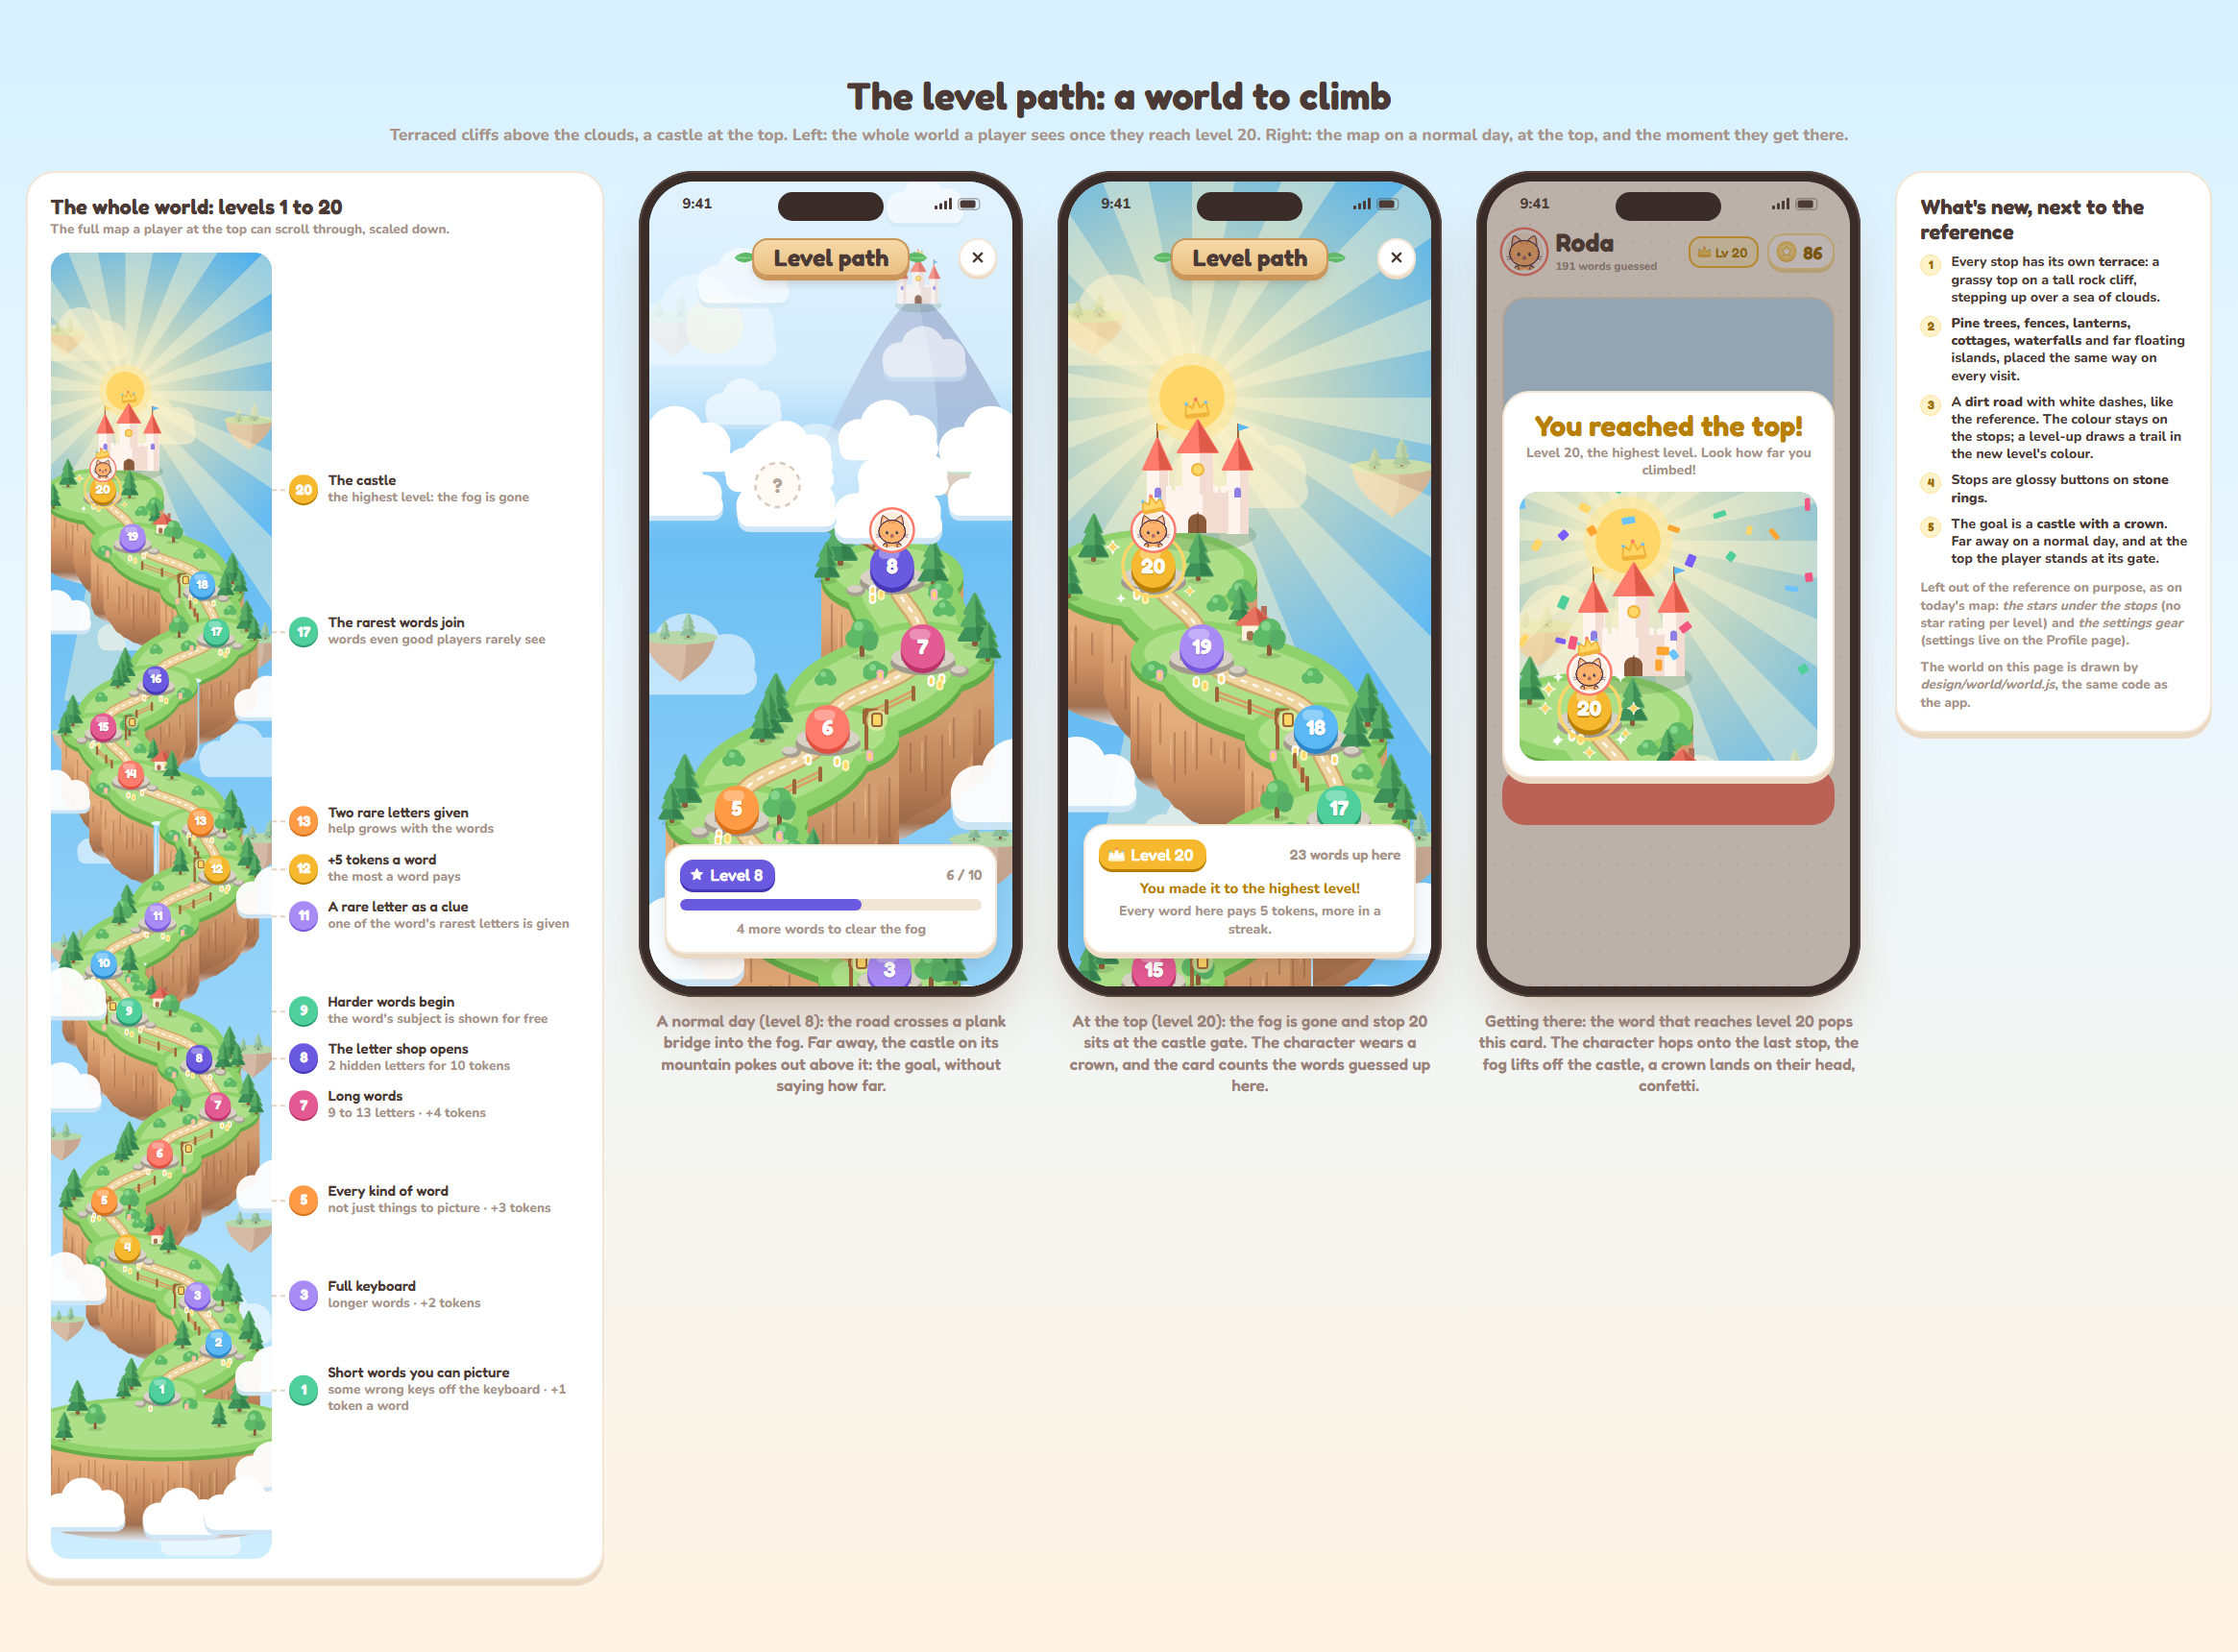 The level path: a world to climb
Terraced cliffs above the clouds, a castle at the top. Left: the whole world a player sees once they reach level 20. Right: the map on a normal day, at the top, and the moment they get there.
The whole world: levels 1 to 20
The full map a player at the top can scroll through, scaled down.
20
19
18
17
16
15
14
13
12
11
10
9
8
7
6
5
4
3
2
1
20
The castle
the highest level: the fog is gone
17
The rarest words join
words even good players rarely see
13
Two rare letters given
help grows with the words
12
+5 tokens a word
the most a word pays
11
A rare letter as a clue
one of the word's rarest letters is given
9
Harder words begin
the word's subject is shown for free
8
The letter shop opens
2 hidden letters for 10 tokens
7
Long words
9 to 13 letters · +4 tokens
5
Every kind of word
not just things to picture · +3 tokens
3
Full keyboard
longer words · +2 tokens
1
Short words you can picture
some wrong keys off the keyboard · +1
token a word
9:41
Level path
?
8
7
6
5
Level 8
6 / 10
4 more words to clear the fog
3
A normal day (level 8): the road crosses a plank
bridge into the fog. Far away, the castle on its
mountain pokes out above it: the goal, without
saying how far.
9:41
Level path
20
19
18
17
Level 20
23 words up here
You made it to the highest level!
Every word here pays 5 tokens, more in a
streak.
15
At the top (level 20): the fog is gone and stop 20
sits at the castle gate. The character wears a
crown, and the card counts the words guessed up
here.
9:41
Roda
191 words guessed
Lv 20
86
You reached the top!
Level 20, the highest level. Look how far you
climbed!
20
Getting there: the word that reaches level 20 pops
this card. The character hops onto the last stop, the
fog lifts off the castle, a crown lands on their head,
confetti.
What's new, next to the
reference
1
Every stop has its own terrace: a
grassy top on a tall rock cliff,
stepping up over a sea of clouds.
2
Pine trees, fences, lanterns,
cottages, waterfalls and far floating
islands, placed the same way on
every visit.
3
A dirt road with white dashes, like
the reference. The colour stays on
the stops; a level-up draws a trail in
the new level's colour.
4
Stops are glossy buttons on stone
rings.
5
The goal is a castle with a crown.
Far away on a normal day, and at the
top the player stands at its gate.
Left out of the reference on purpose, as on
today's map: the stars under the stops (no
star rating per level) and the settings gear
(settings live on the Profile page).
The world on this page is drawn by
design/world/world.js, the same code as
the app.